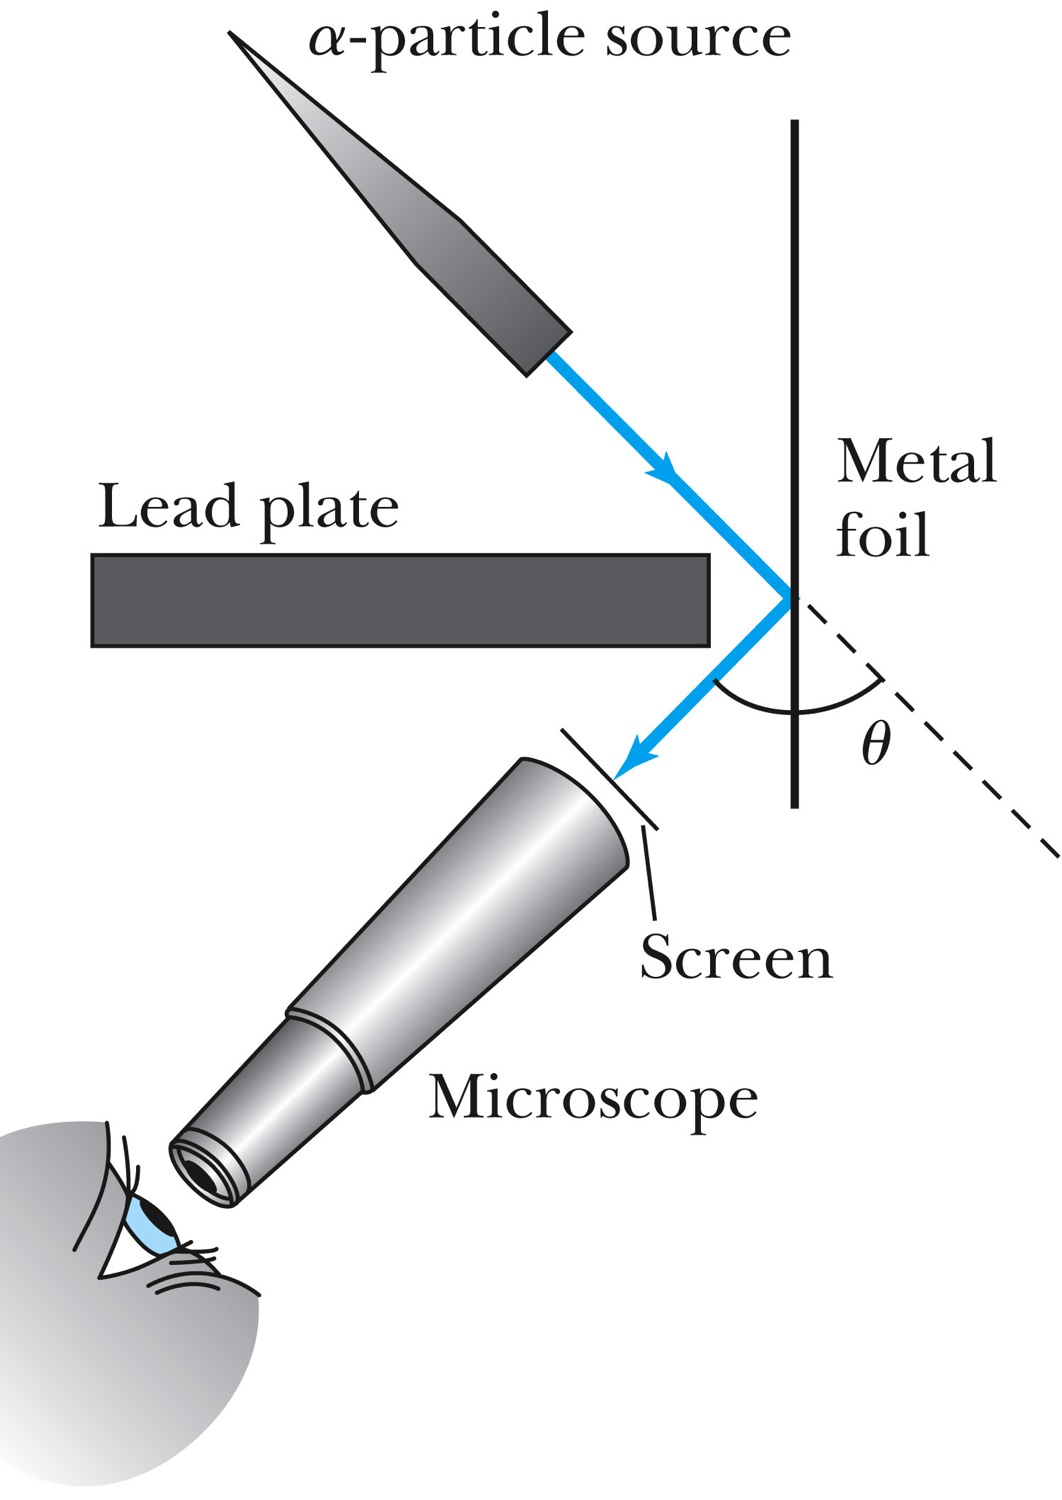 α-particle source
Metal
foil
Lead plate
θ
Screen
Microscope